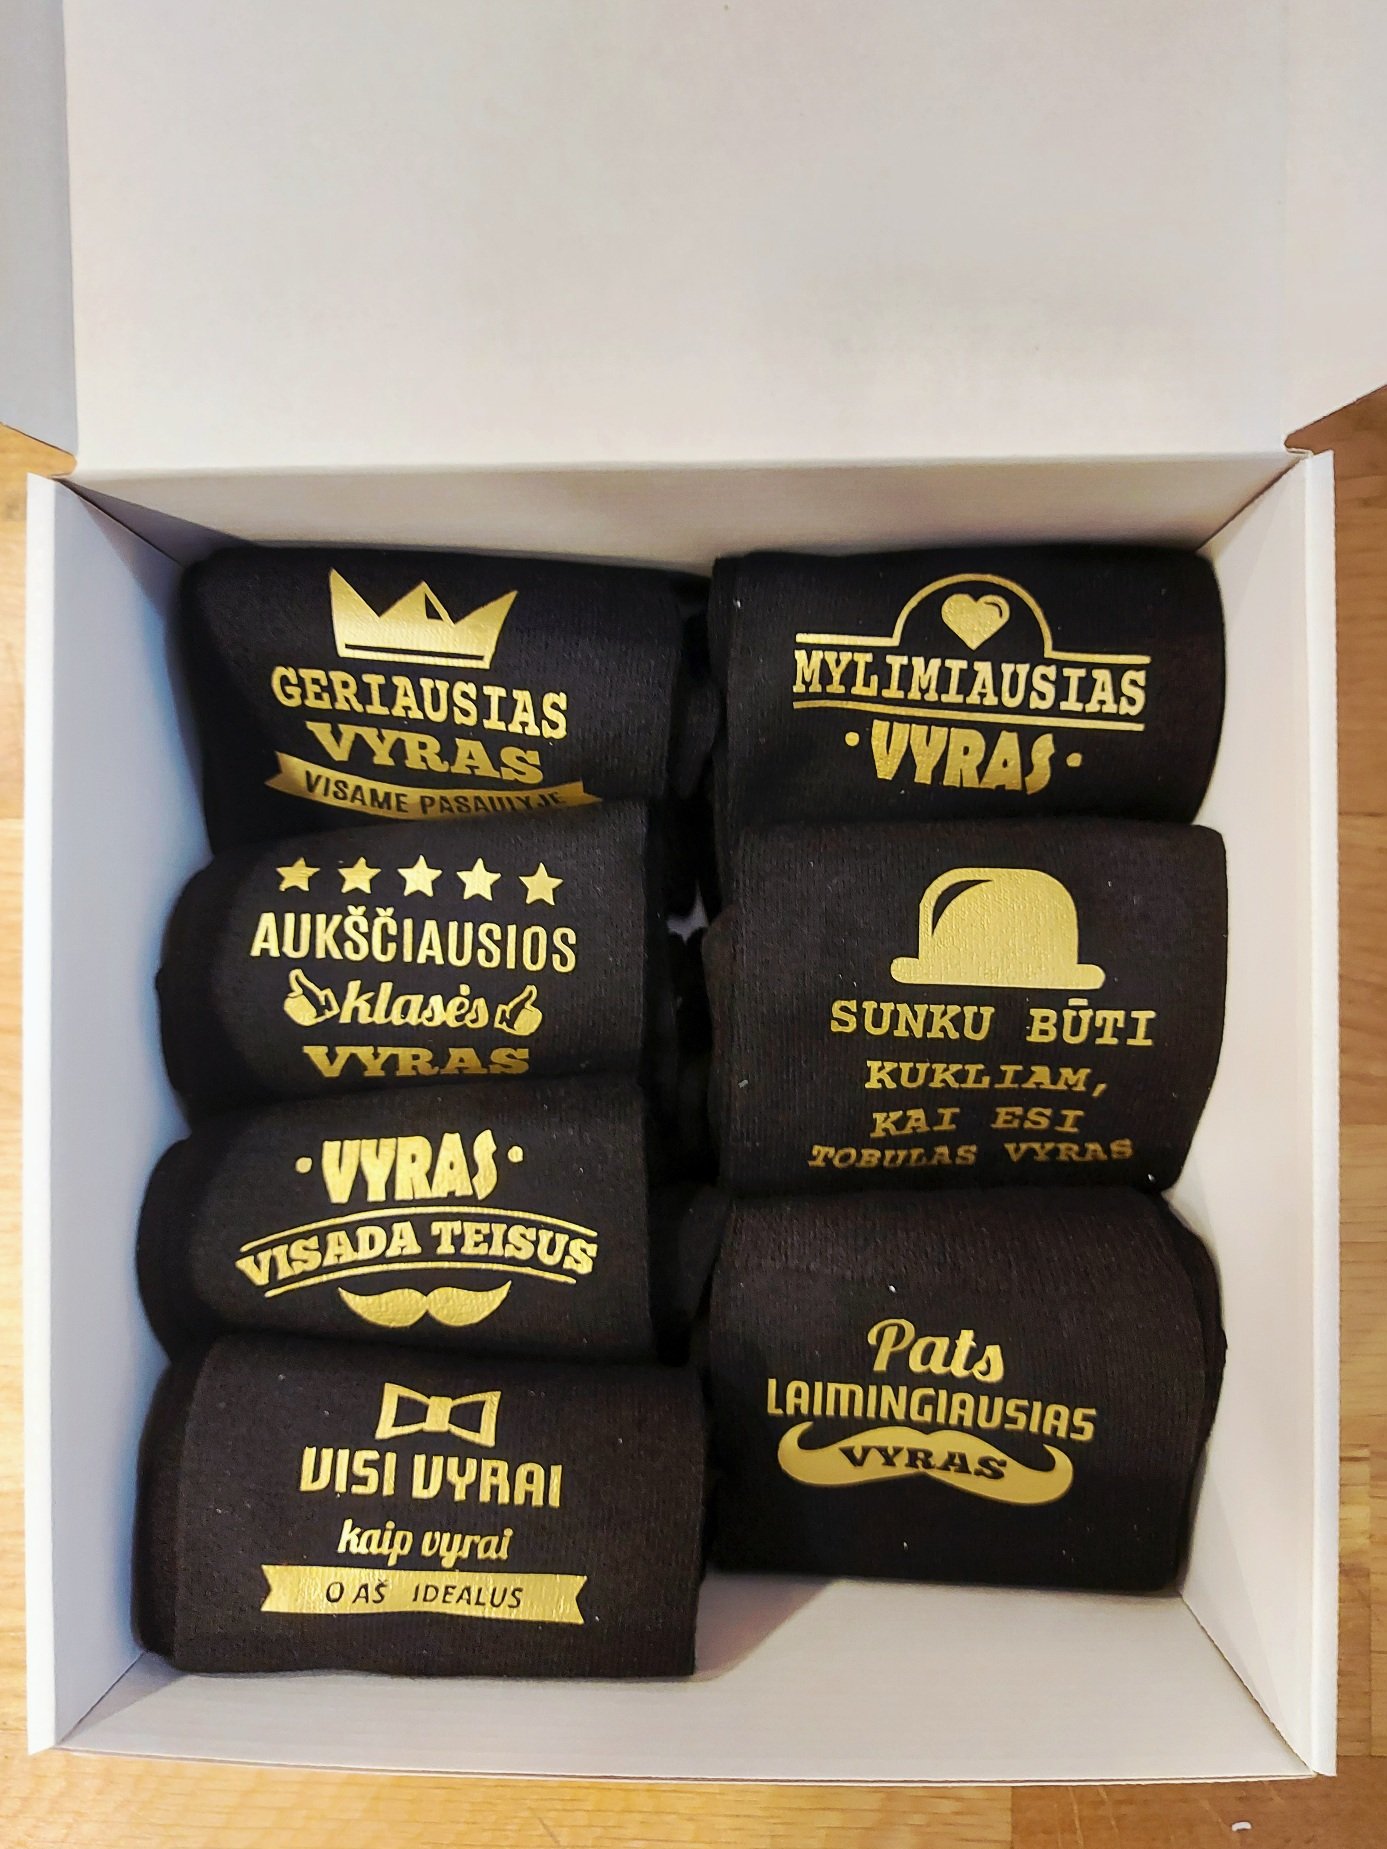 GERIAUSIAS
VYRAS
VISAME PASAULYJE
AUKŠČIAUSIOS
klasės
VYRAS
VYRAS
VISADA TEISUS
VISI VYRAI
kaip vyrai
O AŠ IDEALUS
MYLIMIAUSIAS
VYRAS
SUNKU BŪTI
KUKLIAM,
KAI ESI
TOBULAS VYRAS
Pats
LAIMINGIAUSIAS
VYRAS